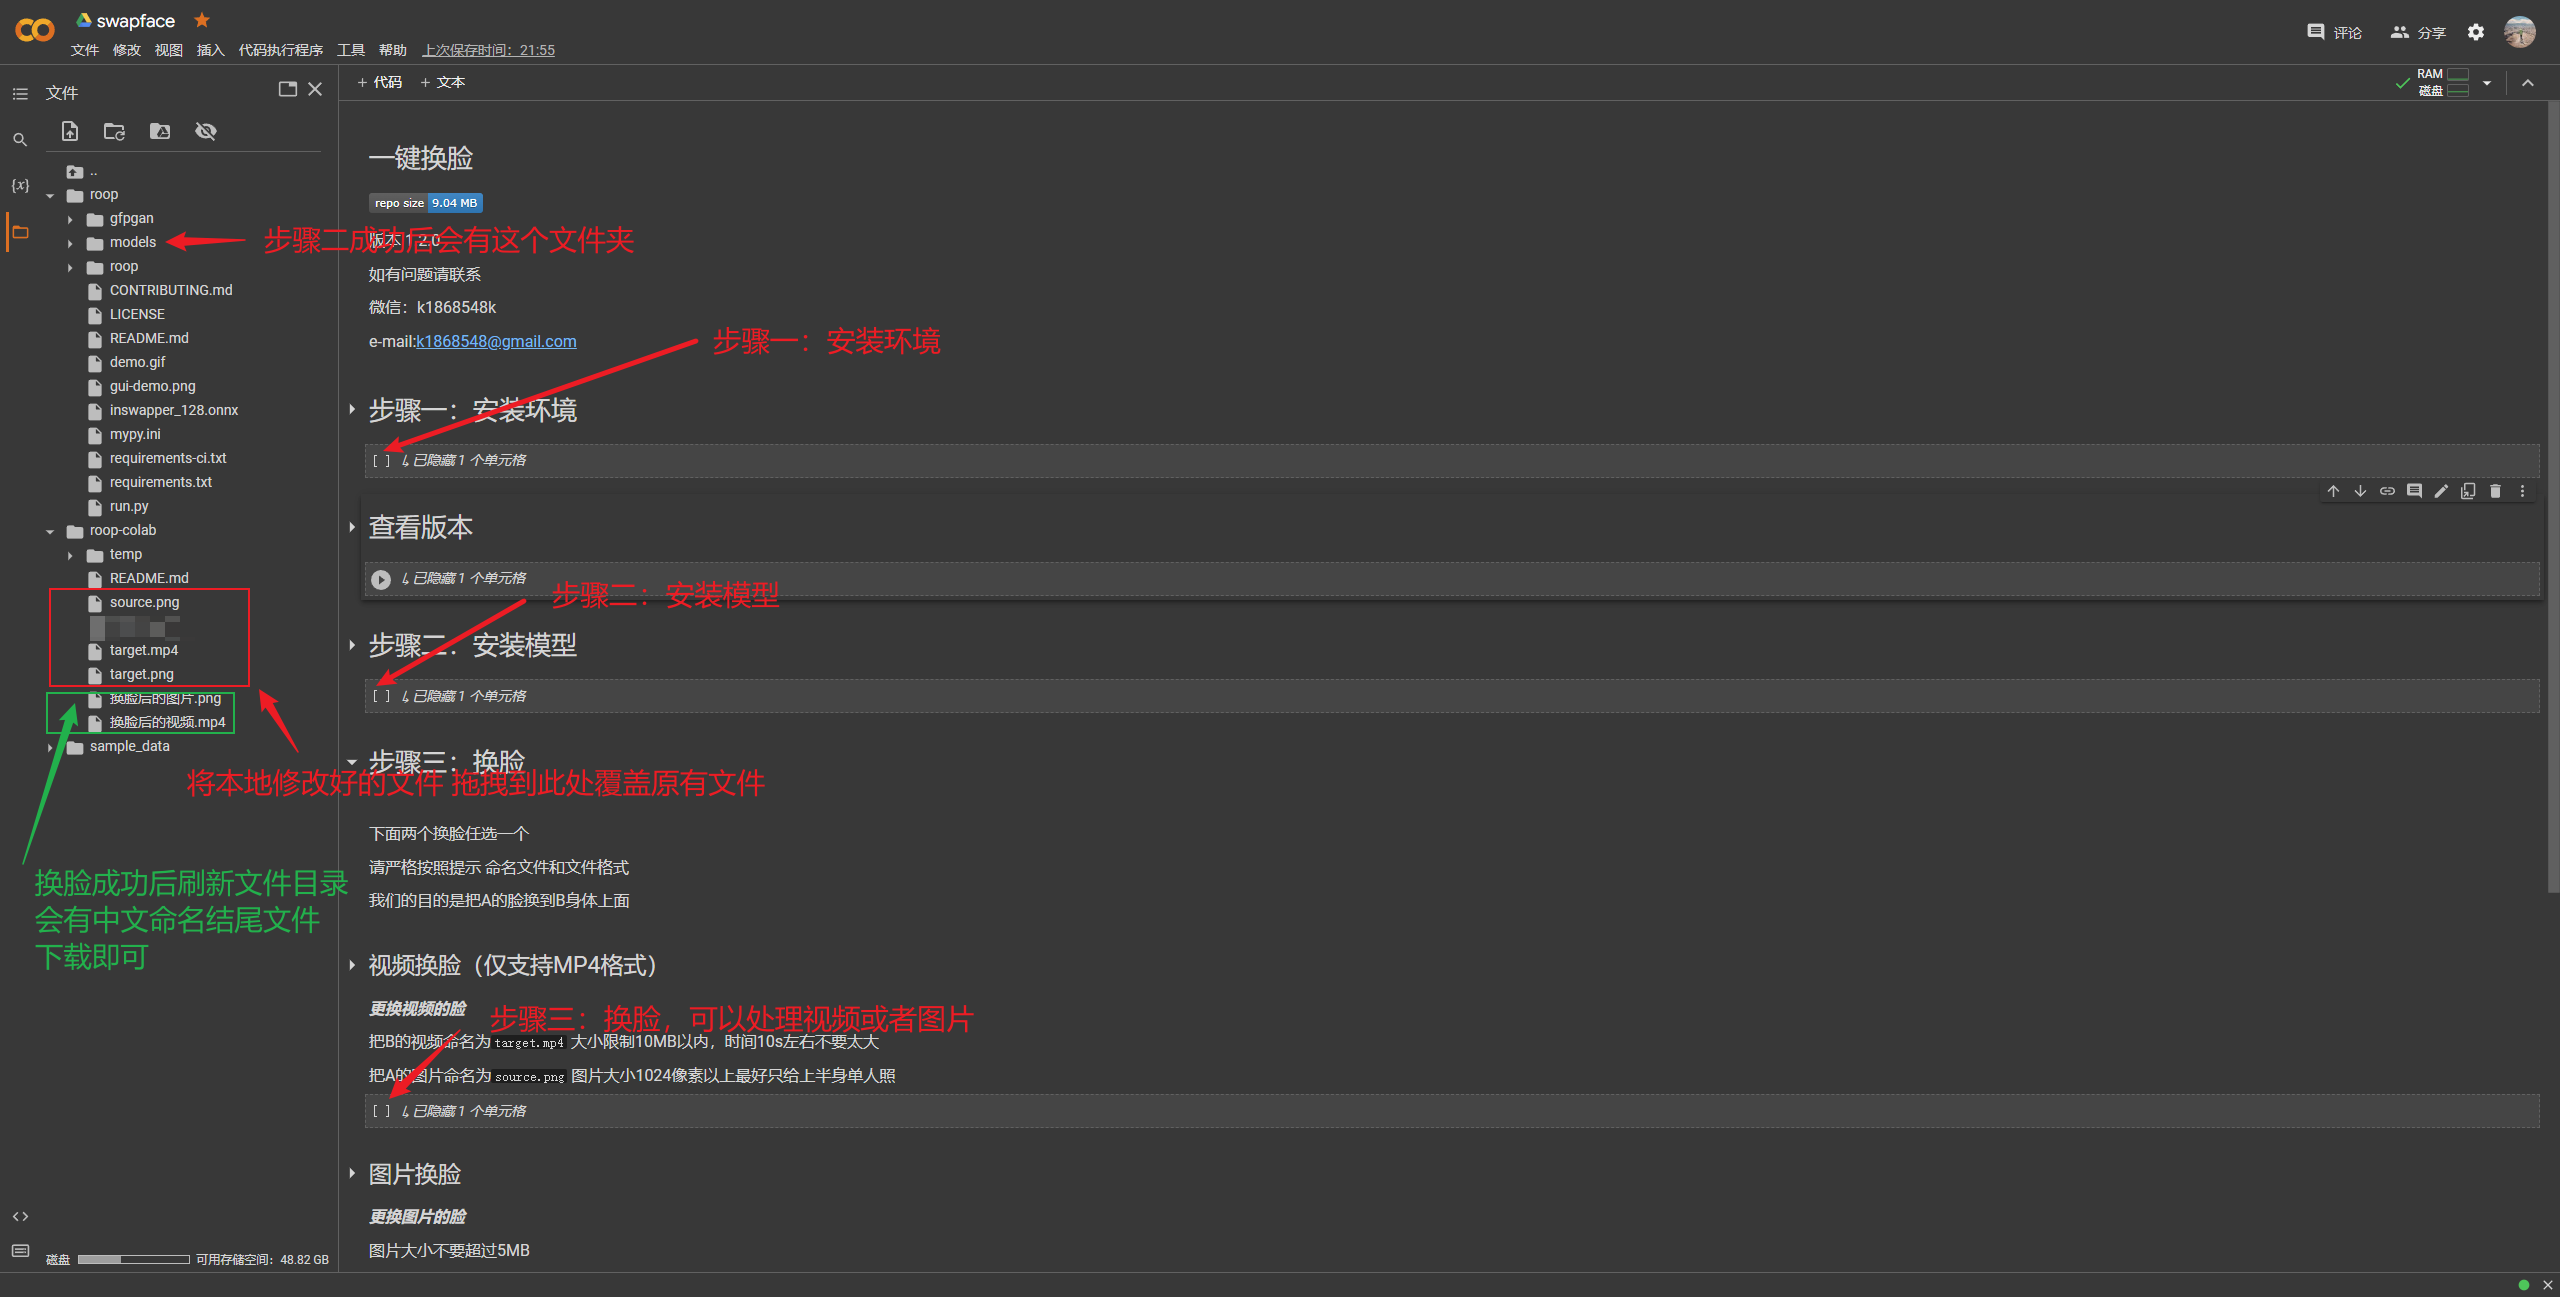 swapface
文件 修改 视图 插入 代码执行程序 工具 帮助 上次保存时间：21:55
评论 分享
文件
+ 代码 + 文本
RAM
磁盘
{x}
..
roop
gfpgan
models
roop
CONTRIBUTING.md
LICENSE
README.md
demo.gif
gui-demo.png
inswapper_128.onnx
mypy.ini
requirements-ci.txt
requirements.txt
run.py
roop-colab
temp
README.md
source.png
target.mp4
target.png
换脸后的图片.png
换脸后的视频.mp4
sample_data
步骤二成功后会有这个文件夹
将本地修改好的文件 拖拽到此处覆盖原有文件
换脸成功后刷新文件目录
会有中文命名结尾文件
下载即可
磁盘 可用存储空间：48.82 GB
一键换脸
repo size 9.04 MB
版本 1.2.0
如有问题请联系
微信：k1868548k
e-mail:k1868548@gmail.com
步骤一：安装环境
步骤一：安装环境
[ ] ↳ 已隐藏 1 个单元格
查看版本
↳ 已隐藏 1 个单元格
步骤二：安装模型
步骤二：安装模型
[ ] ↳ 已隐藏 1 个单元格
步骤三：换脸
下面两个换脸任选一个
请严格按照提示 命名文件和文件格式
我们的目的是把A的脸换到B身体上面
视频换脸（仅支持MP4格式）
更换视频的脸
步骤三：换脸，可以处理视频或者图片
把B的视频命名为 target.mp4 大小限制10MB以内，时间10s左右不要太大
把A的图片命名为 source.png 图片大小1024像素以上最好只给上半身单人照
[ ] ↳ 已隐藏 1 个单元格
图片换脸
更换图片的脸
图片大小不要超过5MB